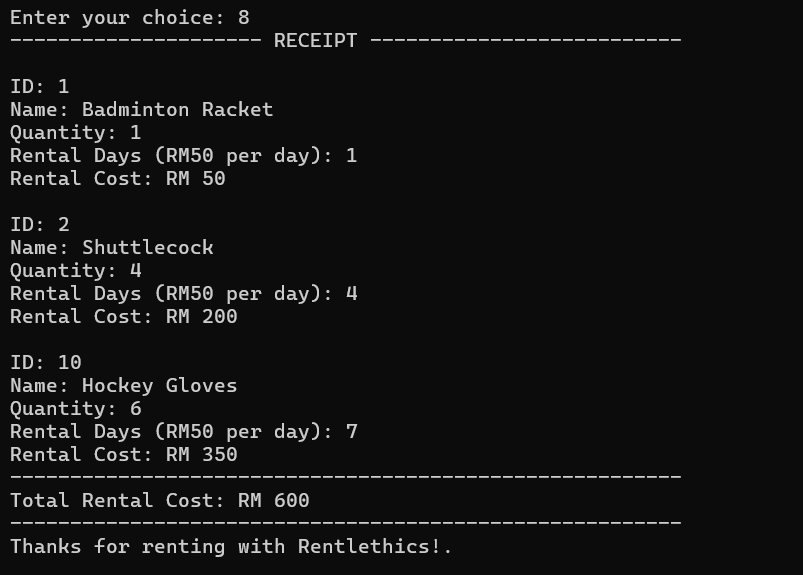 Enter your choice: 8
--------------------- RECEIPT --------------------------
ID: 1
Name: Badminton Racket
Quantity: 1
Rental Days (RM50 per day): 1
Rental Cost: RM 50
ID: 2
Name: Shuttlecock
Quantity: 4
Rental Days (RM50 per day): 4
Rental Cost: RM 200
ID: 10
Name: Hockey Gloves
Quantity: 6
Rental Days (RM50 per day): 7
Rental Cost: RM 350
--------------------------------------------------------
Total Rental Cost: RM 600
--------------------------------------------------------
Thanks for renting with Rentlethics!.